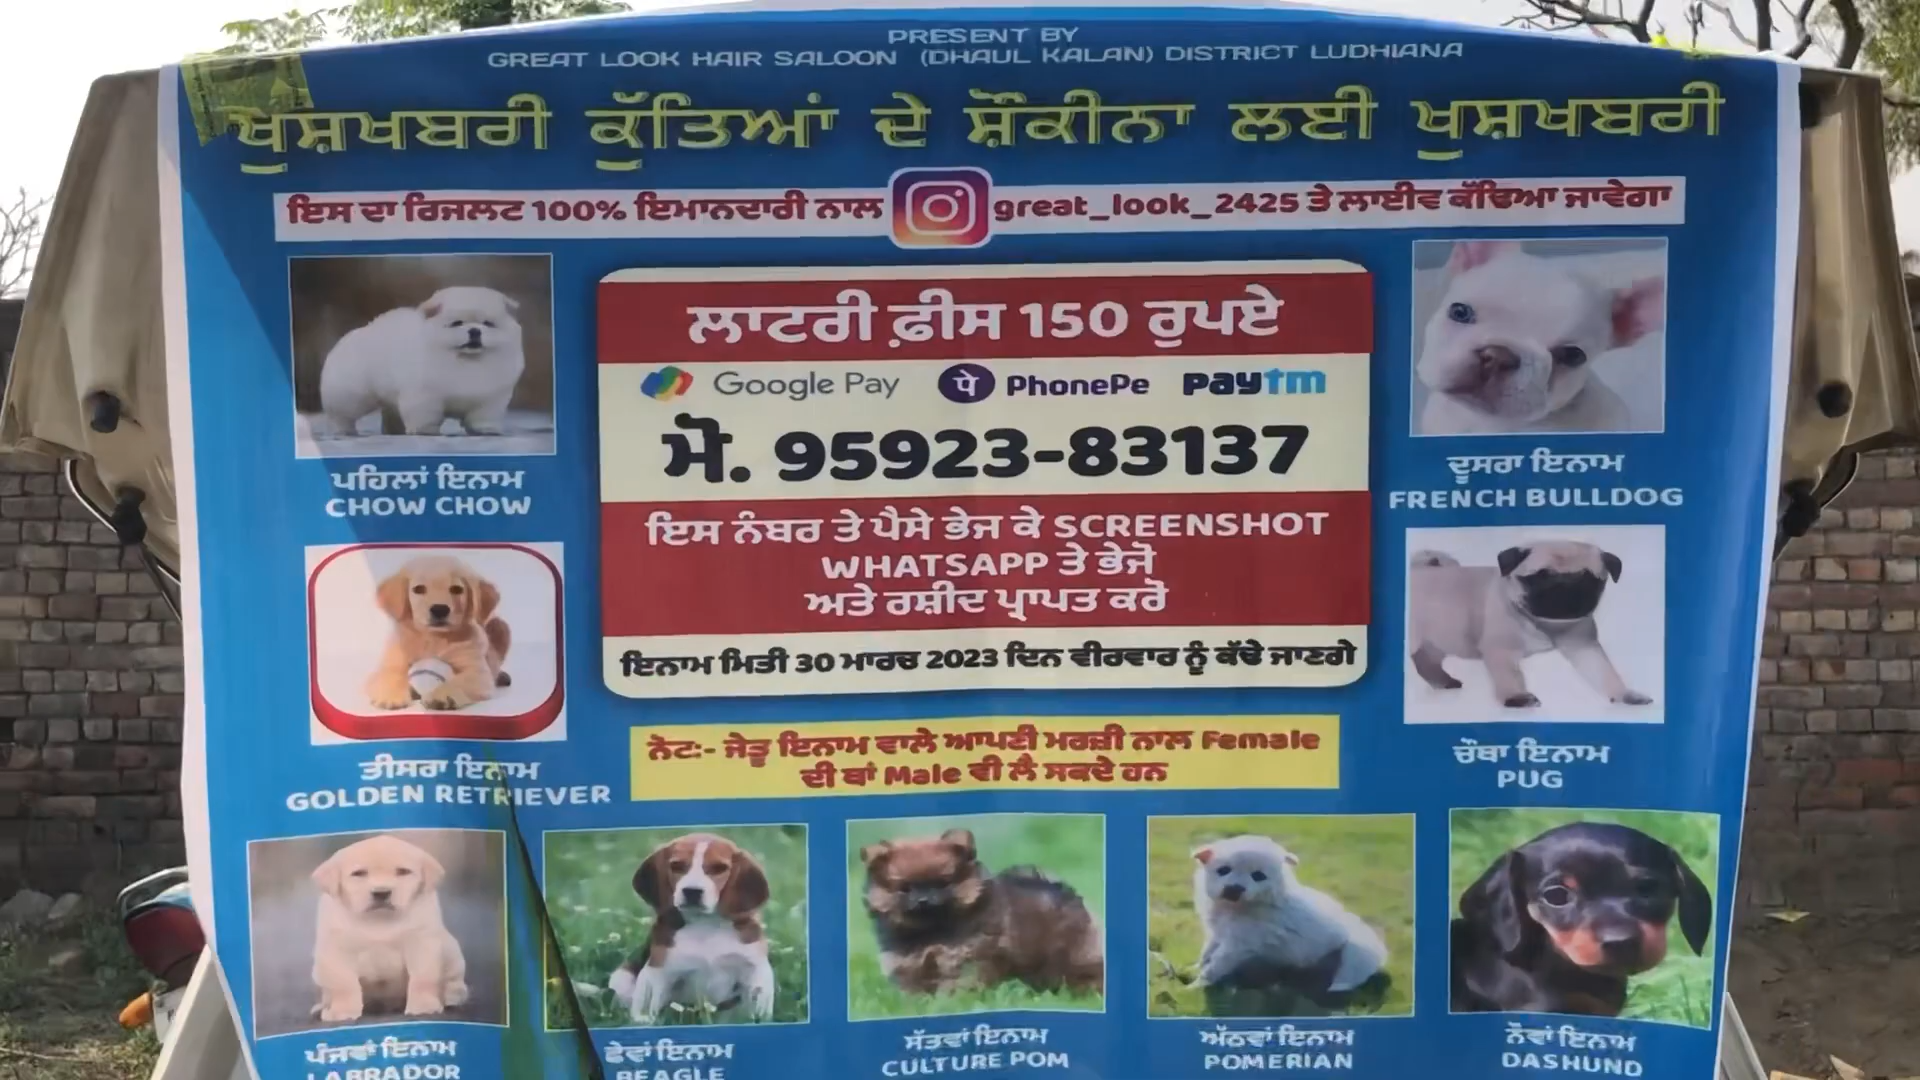 PRESENT BY
GREAT LOOK HAIR SALOON (DHAUL KALAN) DISTRICT LUDHIANA
ਖੁਸ਼ਖਬਰੀ ਕੁੱਤਿਆਂ ਦੇ ਸ਼ੌਕੀਨਾ ਲਈ ਖੁਸ਼ਖਬਰੀ
ਇਸ ਦਾ ਰਿਜਲਟ 100% ਇਮਾਨਦਾਰੀ ਨਾਲ great_look_2425 ਤੇ ਲਾਈਵ ਕੱਢਿਆ ਜਾਵੇਗਾ
ਲਾਟਰੀ ਫ਼ੀਸ 150 ਰੁਪਏ
Google Pay पे PhonePe paytm
ਮੋ. 95923-83137
ਇਸ ਨੰਬਰ ਤੇ ਪੈਸੇ ਭੇਜ ਕੇ SCREENSHOT
WHATSAPP ਤੇ ਭੇਜੋ
ਅਤੇ ਰਸ਼ੀਦ ਪ੍ਰਾਪਤ ਕਰੋ
ਇਨਾਮ ਮਿਤੀ 30 ਮਾਰਚ 2023 ਦਿਨ ਵੀਰਵਾਰ ਨੂੰ ਕੱਢੇ ਜਾਣਗੇ
ਨੋਟ:- ਜੇਤੂ ਇਨਾਮ ਵਾਲੇ ਆਪਣੀ ਮਰਜ਼ੀ ਨਾਲ Female
ਦੀ ਥਾਂ Male ਵੀ ਲੈ ਸਕਦੇ ਹਨ
ਪਹਿਲਾਂ ਇਨਾਮ
CHOW CHOW
ਦੂਸਰਾ ਇਨਾਮ
FRENCH BULLDOG
ਤੀਸਰਾ ਇਨਾਮ
GOLDEN RETRIEVER
ਚੌਥਾ ਇਨਾਮ
PUG
ਪੰਜਵਾਂ ਇਨਾਮ
LABRADOR
ਛੇਵਾਂ ਇਨਾਮ
BEAGLE
ਸੱਤਵਾਂ ਇਨਾਮ
CULTURE POM
ਅੱਠਵਾਂ ਇਨਾਮ
POMERIAN
ਨੌਵਾਂ ਇਨਾਮ
DASHUND